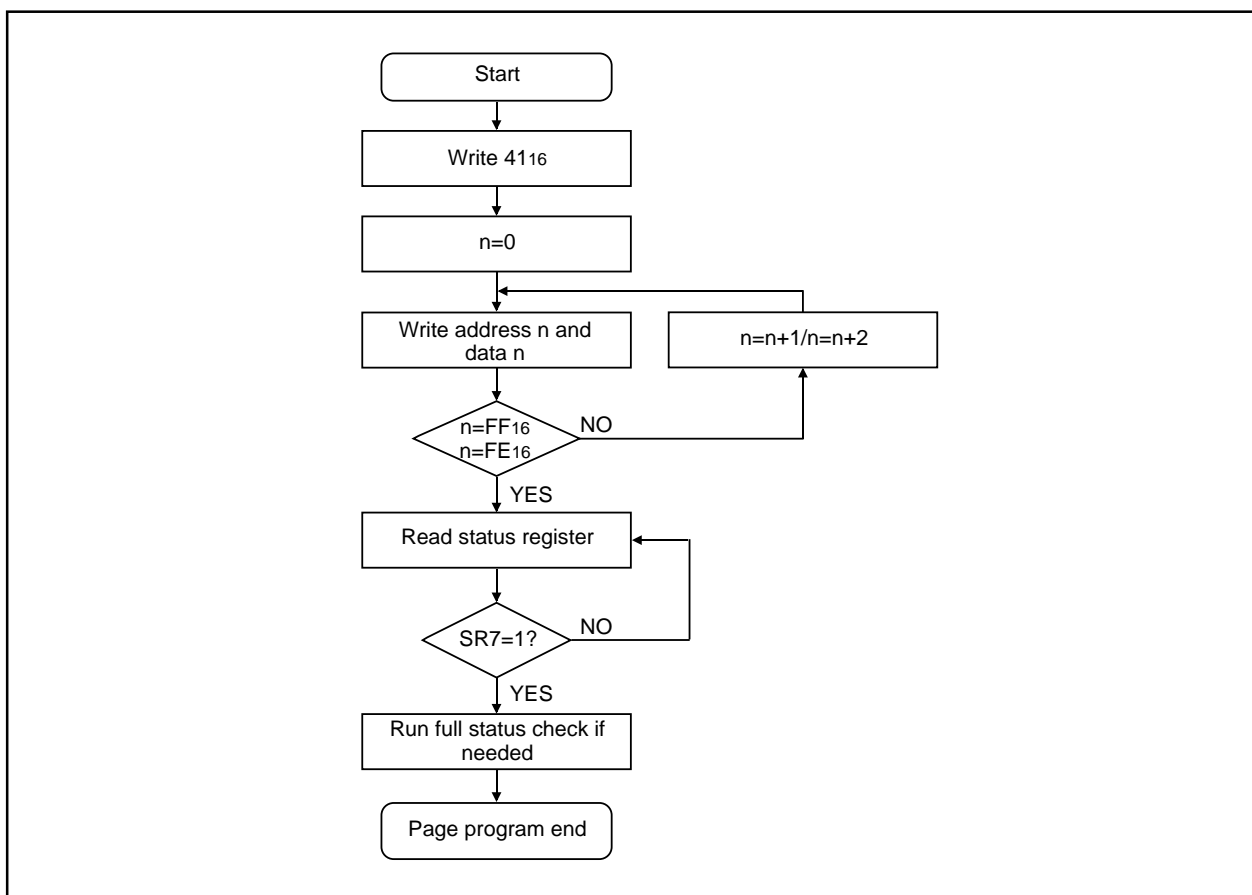 Start
Write 4116
n=0
Write address n and
data n
n=n+1/n=n+2
n=FF16
n=FE16
NO
YES
Read status register
SR7=1?
NO
YES
Run full status check if
needed
Page program end